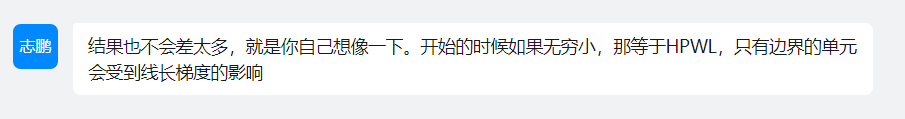 志鹏
结果也不会差太多，就是你自己想像一下。开始的时候如果无穷小，那等于HPWL，只有边界的单元
会受到线长梯度的影响